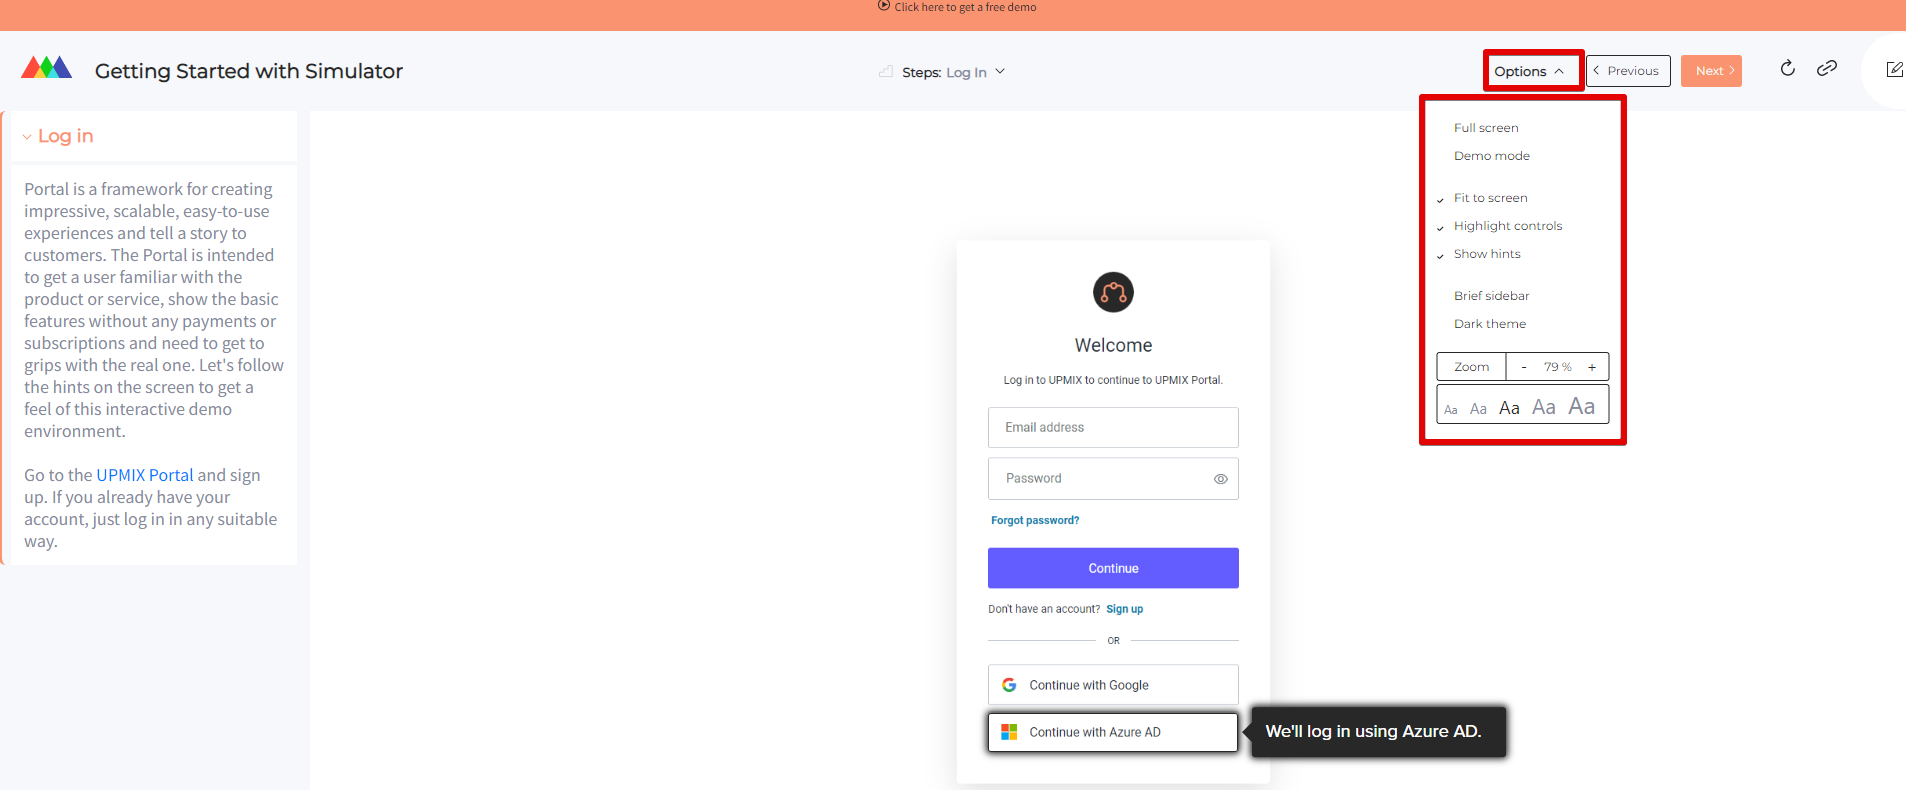 Click here to get a free demo
Getting Started with Simulator
Steps: Log In
Options
Previous
Next
Log in
Portal is a framework for creating
impressive, scalable, easy-to-use
experiences and tell a story to
customers. The Portal is intended
to get a user familiar with the
product or service, show the basic
features without any payments or
subscriptions and need to get to
grips with the real one. Let's follow
the hints on the screen to get a
feel of this interactive demo
environment.
Go to the UPMIX Portal and sign
up. If you already have your
account, just log in in any suitable
way.
Full screen
Demo mode
Fit to screen
Highlight controls
Show hints
Brief sidebar
Dark theme
Zoom - 79 % +
Aa Aa Aa Aa Aa
Welcome
Log in to UPMIX to continue to UPMIX Portal.
Email address
Password
Forgot password?
Continue
Don't have an account? Sign up
OR
Continue with Google
Continue with Azure AD
We'll log in using Azure AD.